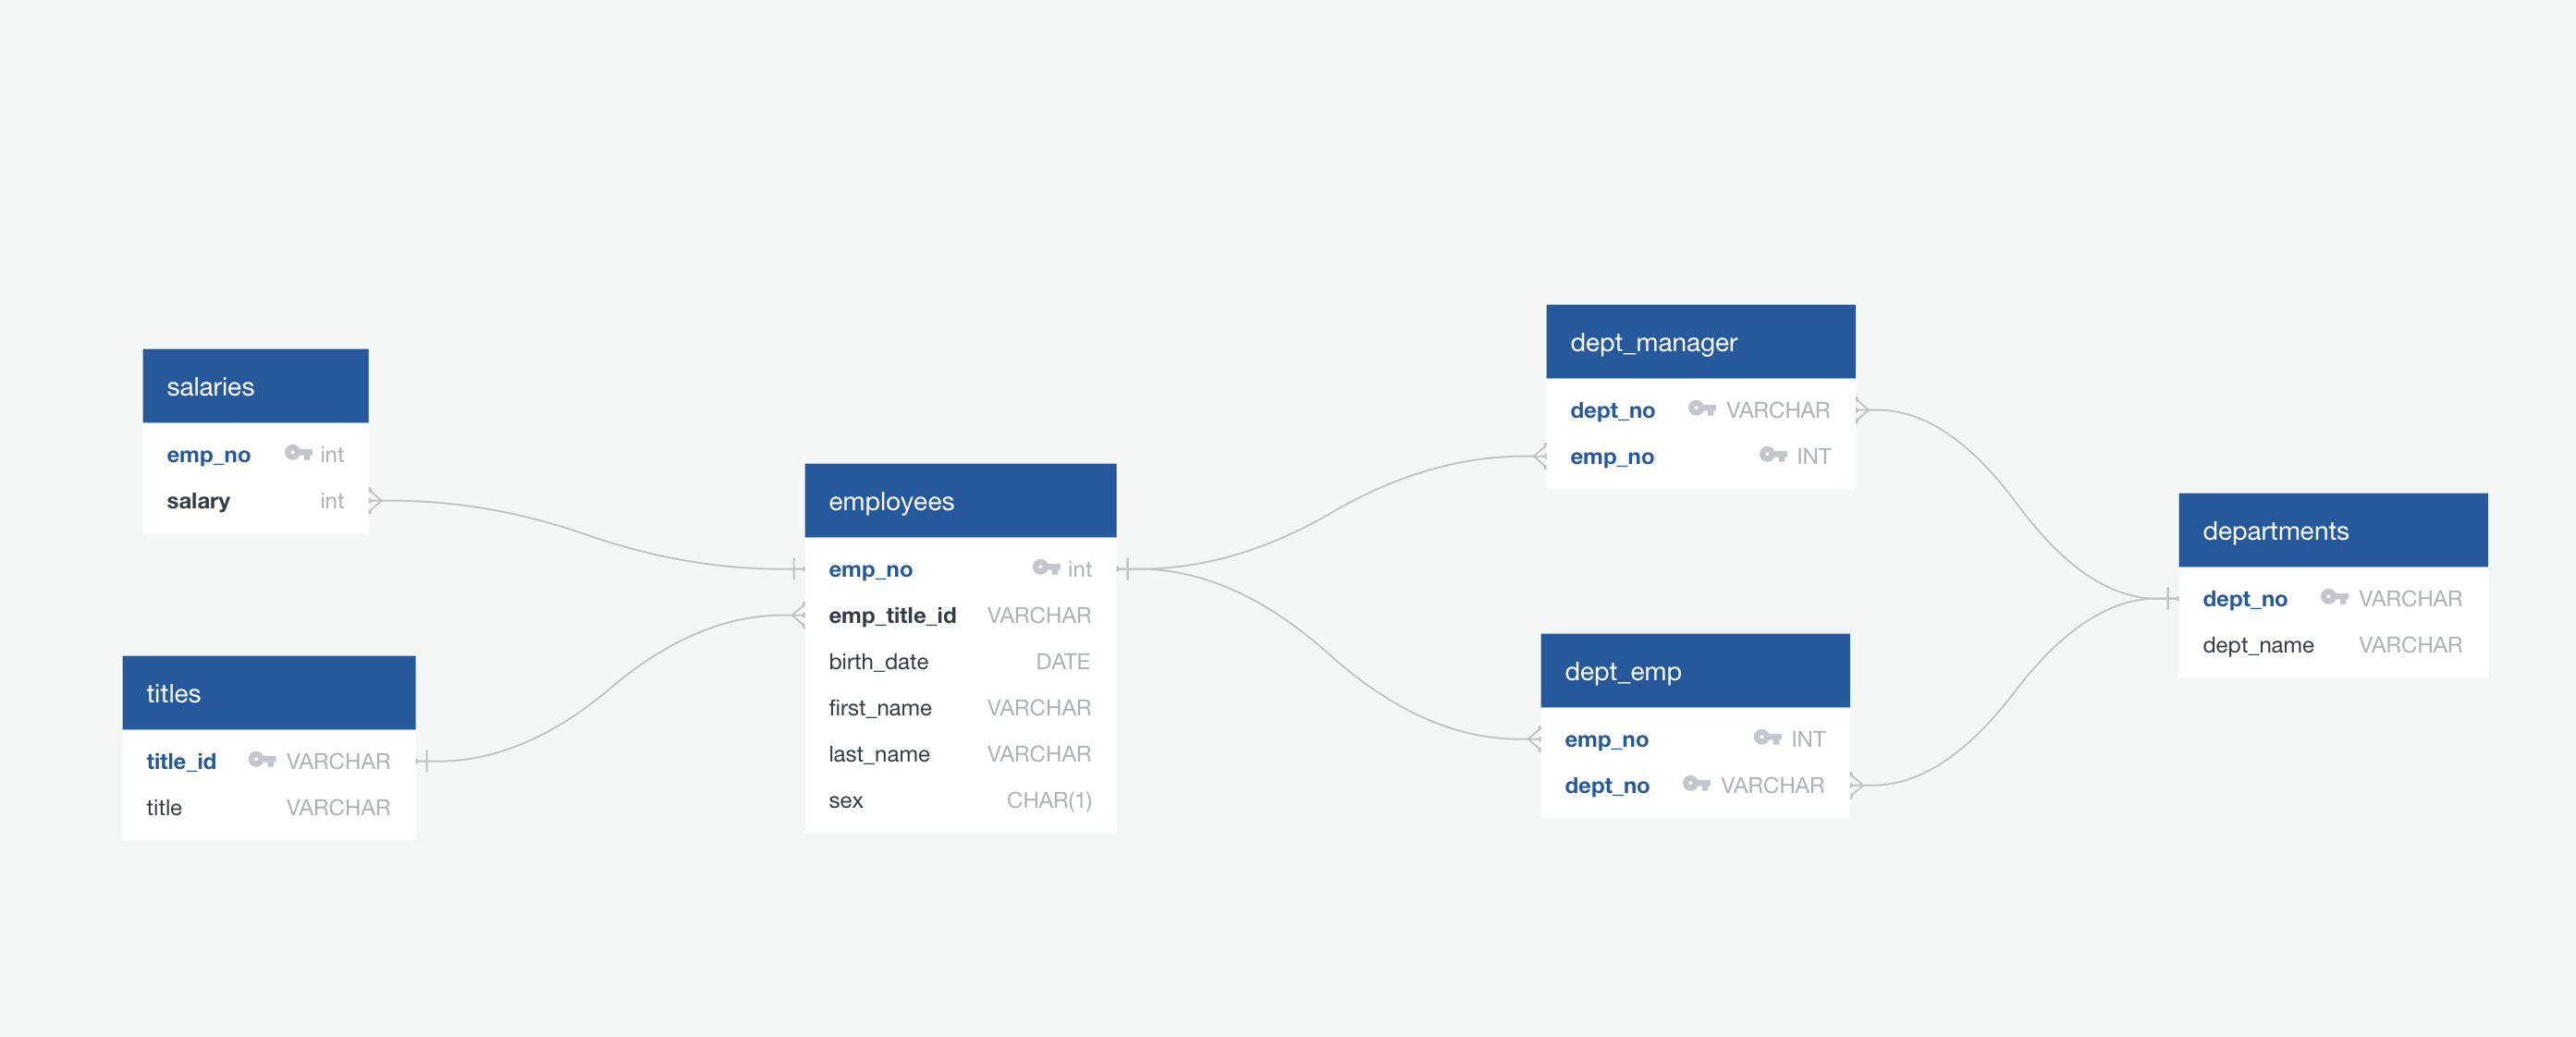 salaries
emp_no int
salary int
titles
title_id VARCHAR
title VARCHAR
employees
emp_no int
emp_title_id VARCHAR
birth_date DATE
first_name VARCHAR
last_name VARCHAR
sex CHAR(1)
dept_manager
dept_no VARCHAR
emp_no INT
dept_emp
emp_no INT
dept_no VARCHAR
departments
dept_no VARCHAR
dept_name VARCHAR